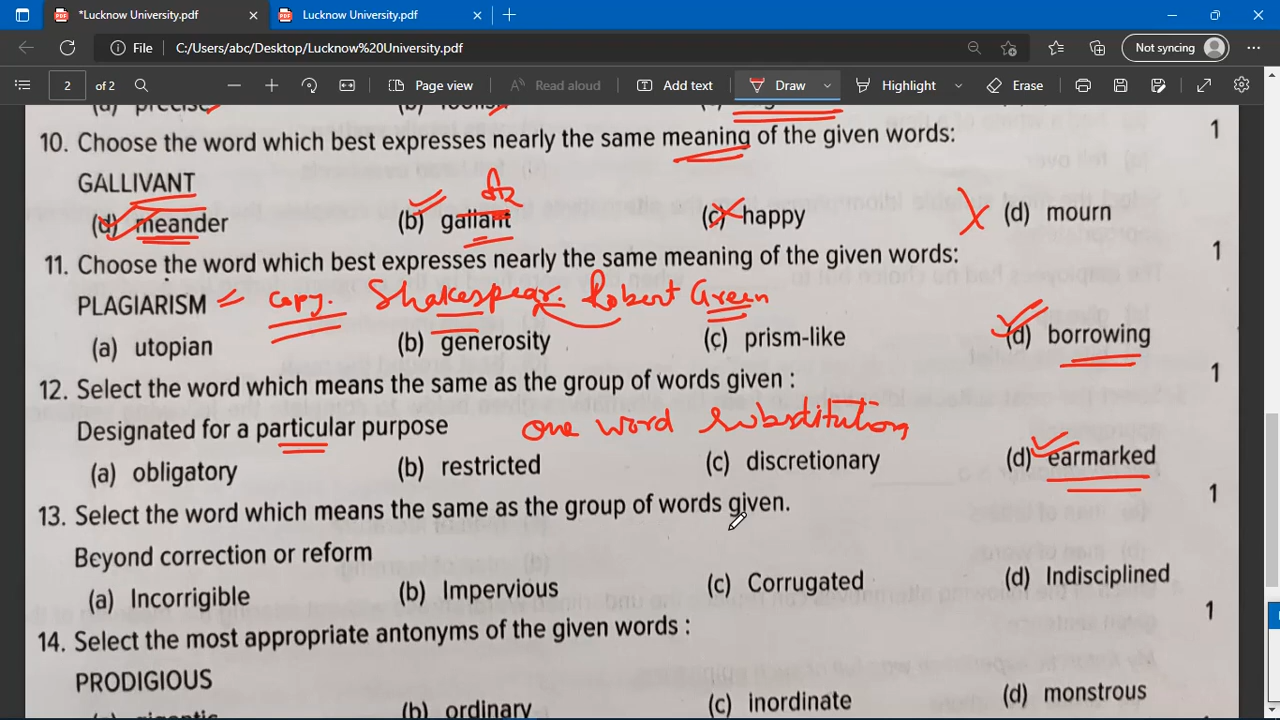 *Lucknow University.pdf
Lucknow University.pdf
File C:/Users/abc/Desktop/Lucknow%20University.pdf Not syncing
2 of 2 Page view Read aloud Add text Draw Highlight Erase
(a) precise
10. Choose the word which best expresses nearly the same meaning of the given words: 1
GALLIVANT
meander (b) gallant (c) happy (d) mourn
11. Choose the word which best expresses nearly the same meaning of the given words: 1
PLAGIARISM = copy. Shakespear. Robert Green
(a) utopian (b) generosity (c) prism-like (d) borrowing
12. Select the word which means the same as the group of words given : 1
Designated for a particular purpose one word substitution
(a) obligatory (b) restricted (c) discretionary (d) earmarked
13. Select the word which means the same as the group of words given. 1
Beyond correction or reform
(a) Incorrigible (b) Impervious (c) Corrugated (d) Indisciplined
14. Select the most appropriate antonyms of the given words : 1
PRODIGIOUS
(b) ordinary (c) inordinate (d) monstrous